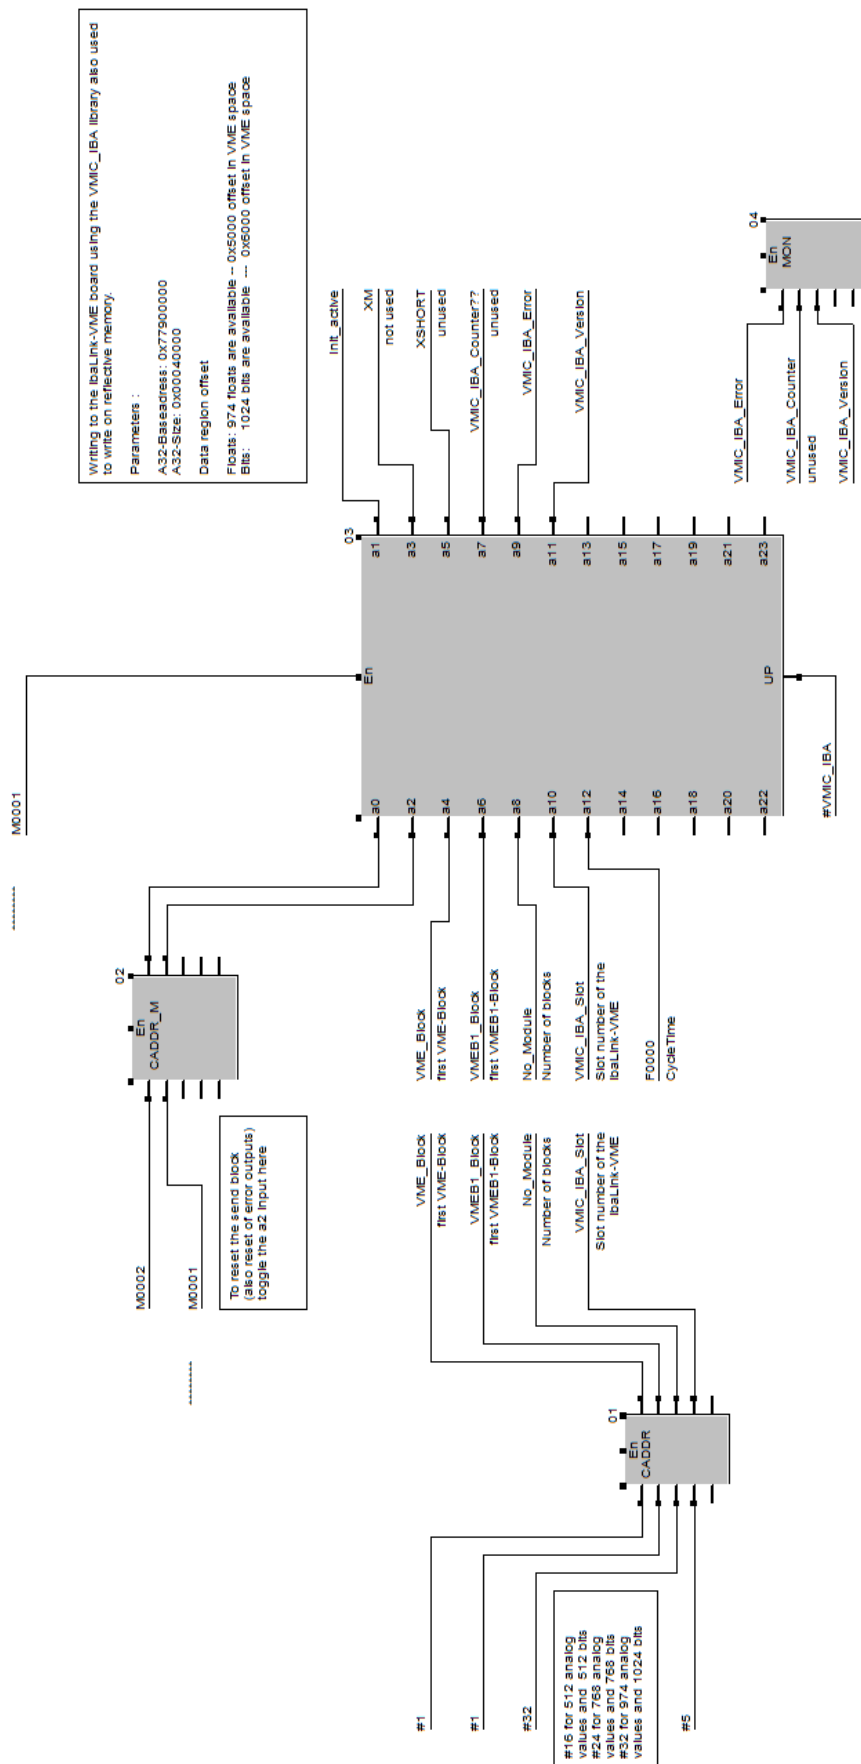 Writing to the ibaLink-VME board using the VMIC_IBA library also used
to write on reflective memory.
Parameters :
A32-Baseadress: 0x77900000
A32-Size: 0x00040000
Data region offset
Floats: 974 floats are available -- 0x5000 offset in VME space
Bits: 1024 bits are available --- 0x6000 offset in VME space
--------
M0001
M0002
--------
M0001
To reset the send block
(also reset of error outputs)
toggle the a2 input here
02
En
CADDR_M
#1
#1
#32
#16 for 512 analog
values and 512 bits
#24 for 768 analog
values and 768 bits
#32 for 974 analog
values and 1024 bits
#5
01
En
CADDR
VME_Block
first VME-Block
VMEB1_Block
first VMEB1-Block
No_Module
Number of blocks
VMIC_IBA_Slot
Slot number of the
ibaLink-VME
VME_Block
first VME-Block
VMEB1_Block
first VMEB1-Block
No_Module
Number of blocks
VMIC_IBA_Slot
Slot number of the
ibaLink-VME
F0000
CycleTime
03
En
a0
a1
a2
a3
a4
a5
a6
a7
a8
a9
a10
a11
a12
a13
a14
a15
a16
a17
a18
a19
a20
a21
a22
a23
UP
#VMIC_IBA
Init_active
XM
not used
XSHORT
unused
VMIC_IBA_Counter??
unused
VMIC_IBA_Error
VMIC_IBA_Version
VMIC_IBA_Error
VMIC_IBA_Counter
unused
VMIC_IBA_Version
04
En
MON